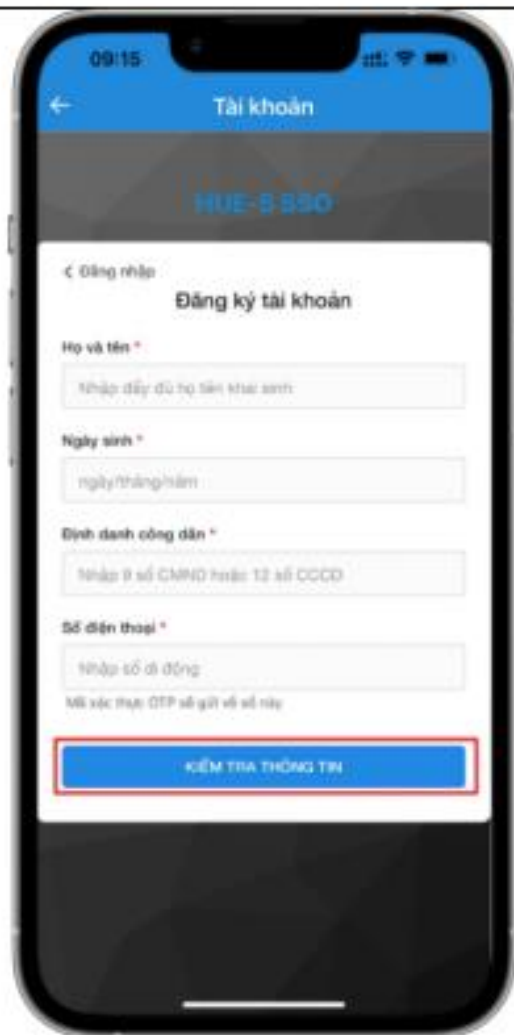 09:15
Tài khoản
HUE-S SSO
Đăng nhập
Đăng ký tài khoản
Họ và tên *
Nhập đầy đủ họ tên khai sinh
Ngày sinh *
ngày/tháng/năm
Định danh công dân *
Nhập 9 số CMND hoặc 12 số CCCD
Số điện thoại *
Nhập số di động
Mã xác thực OTP sẽ gửi về số này
KIỂM TRA THÔNG TIN